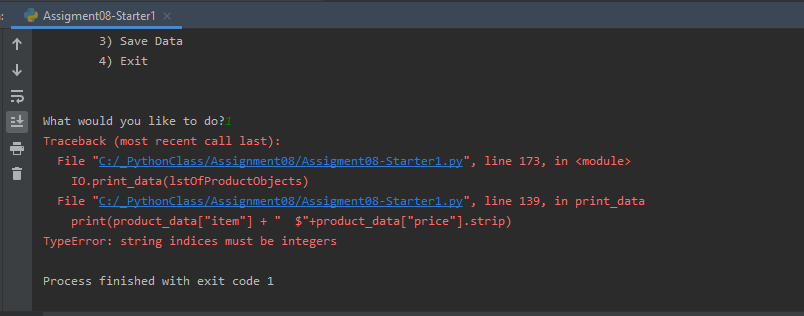 Assigment08-Starter1 ×
3) Save Data
4) Exit
What would you like to do?1
Traceback (most recent call last):
File "C:/_PythonClass/Assignment08/Assigment08-Starter1.py", line 173, in <module>
IO.print_data(lstOfProductObjects)
File "C:/_PythonClass/Assignment08/Assigment08-Starter1.py", line 139, in print_data
print(product_data["item"] + "  $"+product_data["price"].strip)
TypeError: string indices must be integers
Process finished with exit code 1